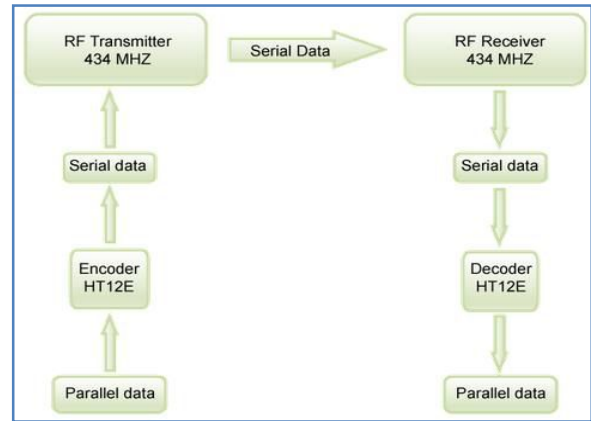 RF Transmitter
434 MHZ
Serial Data
RF Receiver
434 MHZ
Serial data
Serial data
Encoder
HT12E
Decoder
HT12E
Parallel data
Parallel data